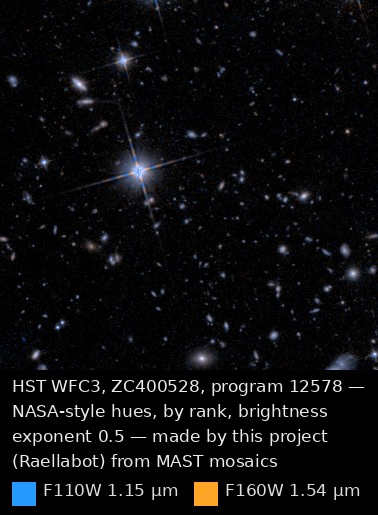 HST WFC3, ZC400528, program 12578 —
NASA-style hues, by rank, brightness
exponent 0.5 — made by this project
(Raellabot) from MAST mosaics
F110W 1.15 µm F160W 1.54 µm